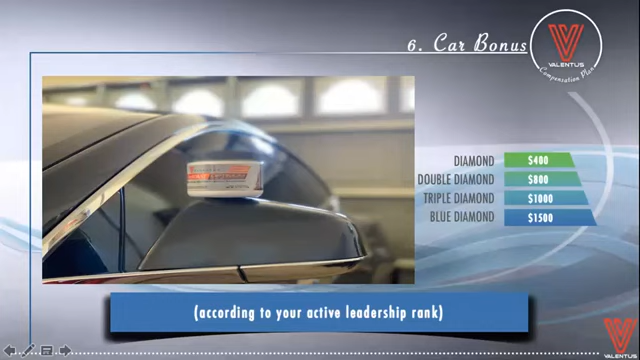 6. Car Bonus
VALENTUS
Compensation Plan
DIAMOND $400
DOUBLE DIAMOND $800
TRIPLE DIAMOND $1000
BLUE DIAMOND $1500
(according to your active leadership rank)
VALENTUS